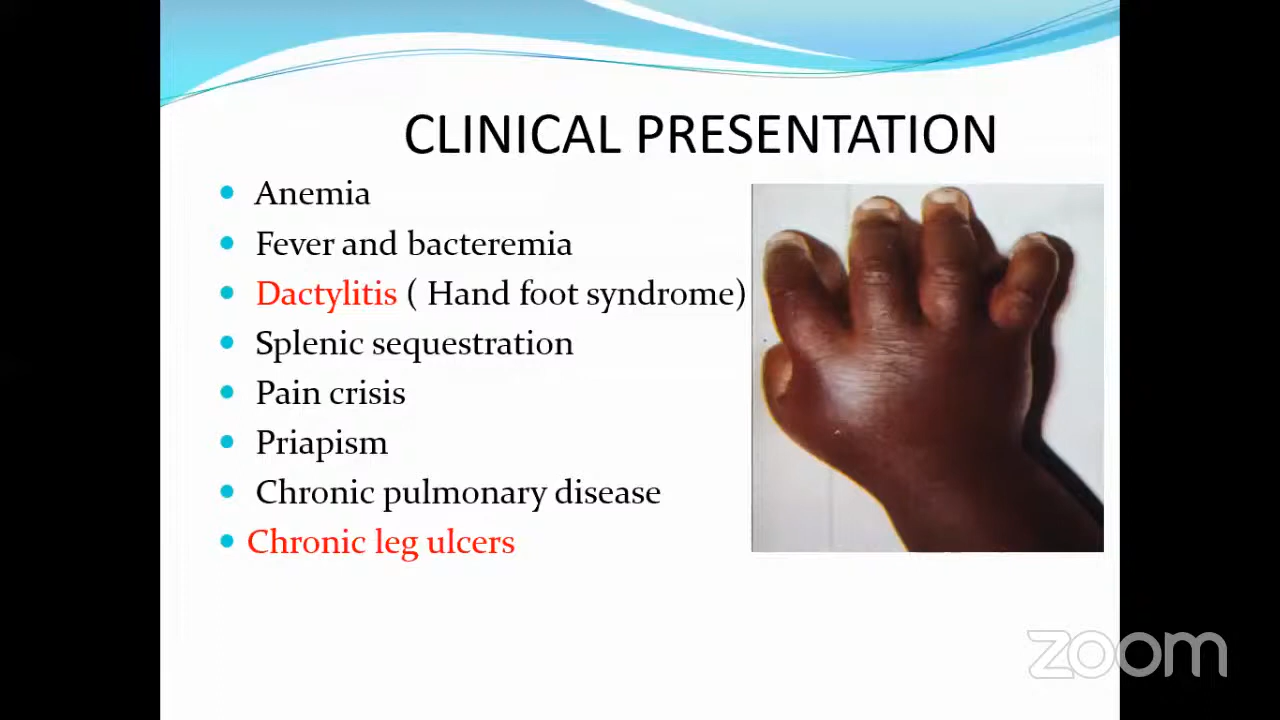 CLINICAL PRESENTATION
Anemia
Fever and bacteremia
Dactylitis ( Hand foot syndrome)
Splenic sequestration
Pain crisis
Priapism
Chronic pulmonary disease
Chronic leg ulcers
zoom